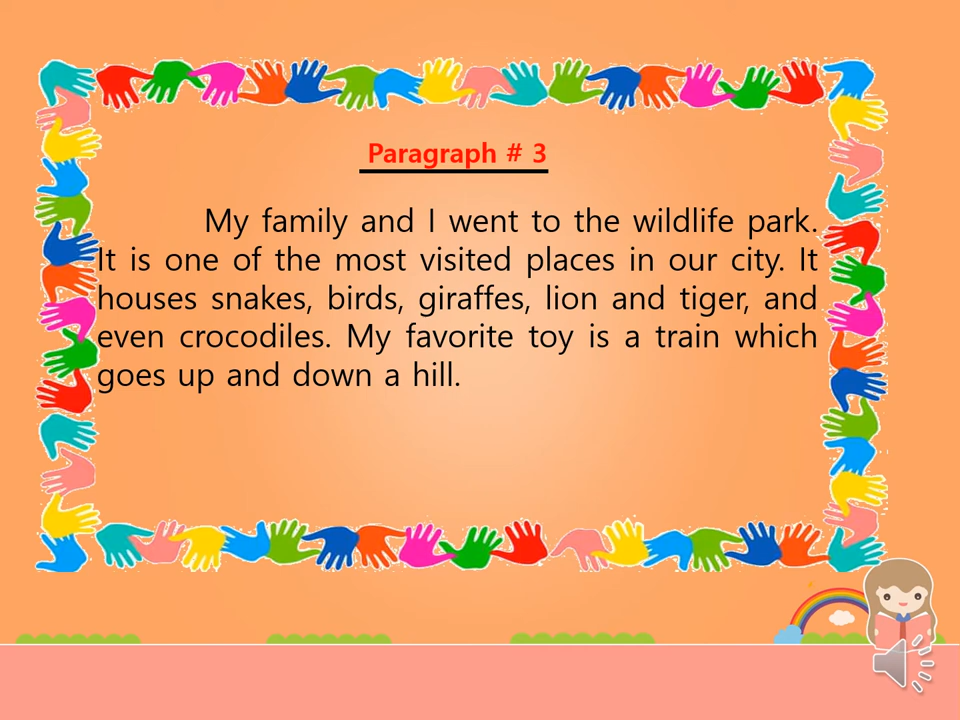 Paragraph # 3
My family and I went to the wildlife park.
It is one of the most visited places in our city. It
houses snakes, birds, giraffes, lion and tiger, and
even crocodiles. My favorite toy is a train which
goes up and down a hill.